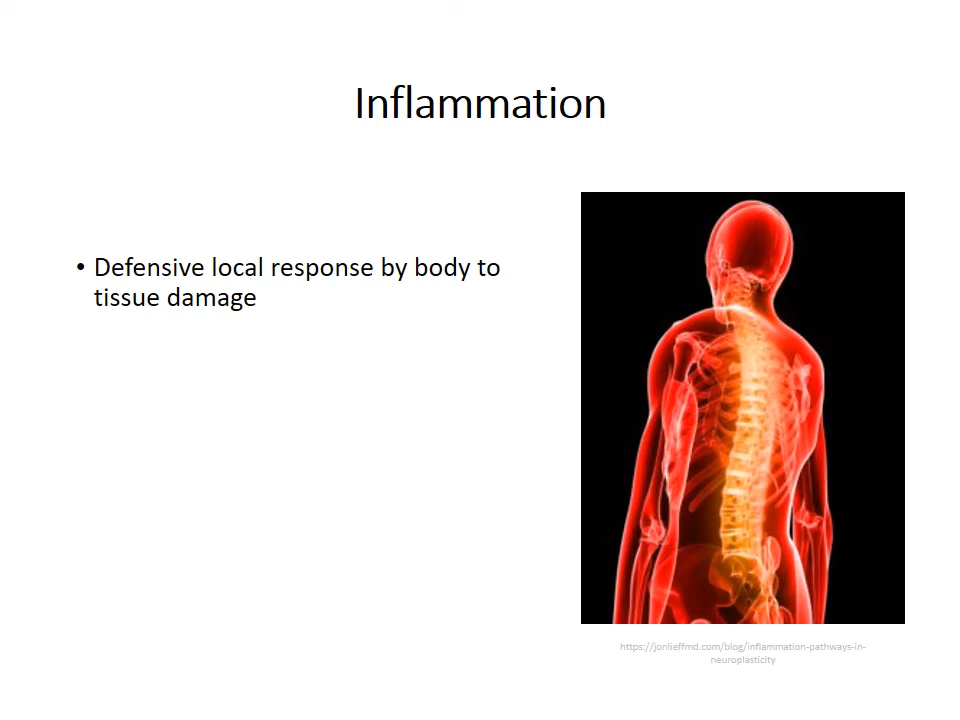 Inflammation
• Defensive local response by body to
tissue damage
https://jonlieffmd.com/blog/inflammation-pathways-in-
neuroplasticity